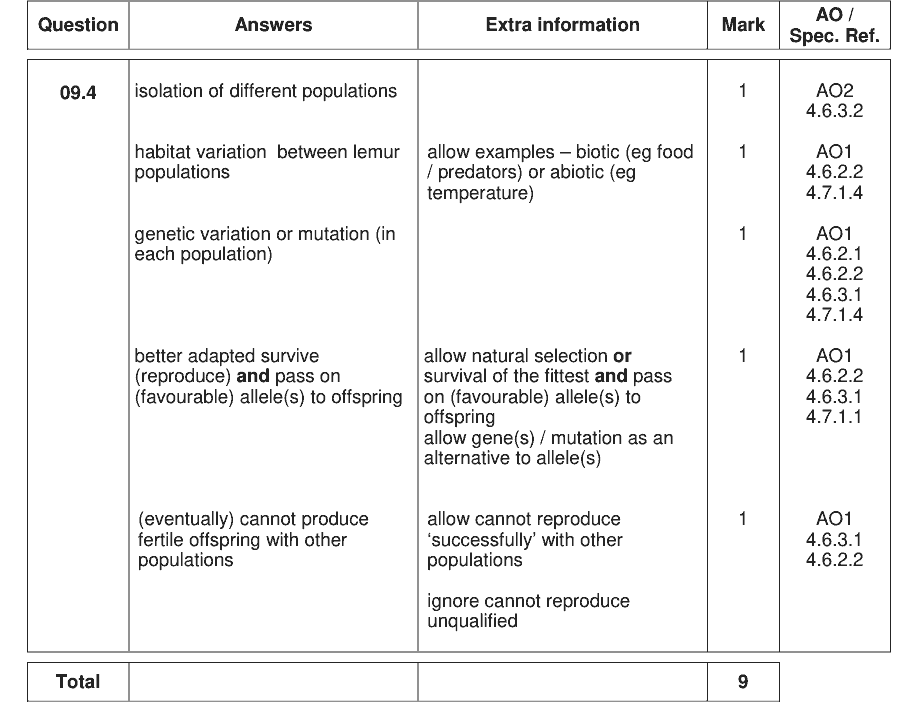 Question Answers Extra information Mark AO / Spec. Ref.
09.4 isolation of different populations 1 AO2
4.6.3.2
habitat variation between lemur allow examples – biotic (eg food 1 AO1
populations / predators) or abiotic (eg 4.6.2.2
temperature) 4.7.1.4
genetic variation or mutation (in 1 AO1
each population) 4.6.2.1
4.6.2.2
4.6.3.1
4.7.1.4
better adapted survive allow natural selection or 1 AO1
(reproduce) and pass on survival of the fittest and pass 4.6.2.2
(favourable) allele(s) to offspring on (favourable) allele(s) to 4.6.3.1
offspring 4.7.1.1
allow gene(s) / mutation as an
alternative to allele(s)
(eventually) cannot produce allow cannot reproduce 1 AO1
fertile offspring with other ‘successfully’ with other 4.6.3.1
populations populations 4.6.2.2
ignore cannot reproduce
unqualified
Total 9